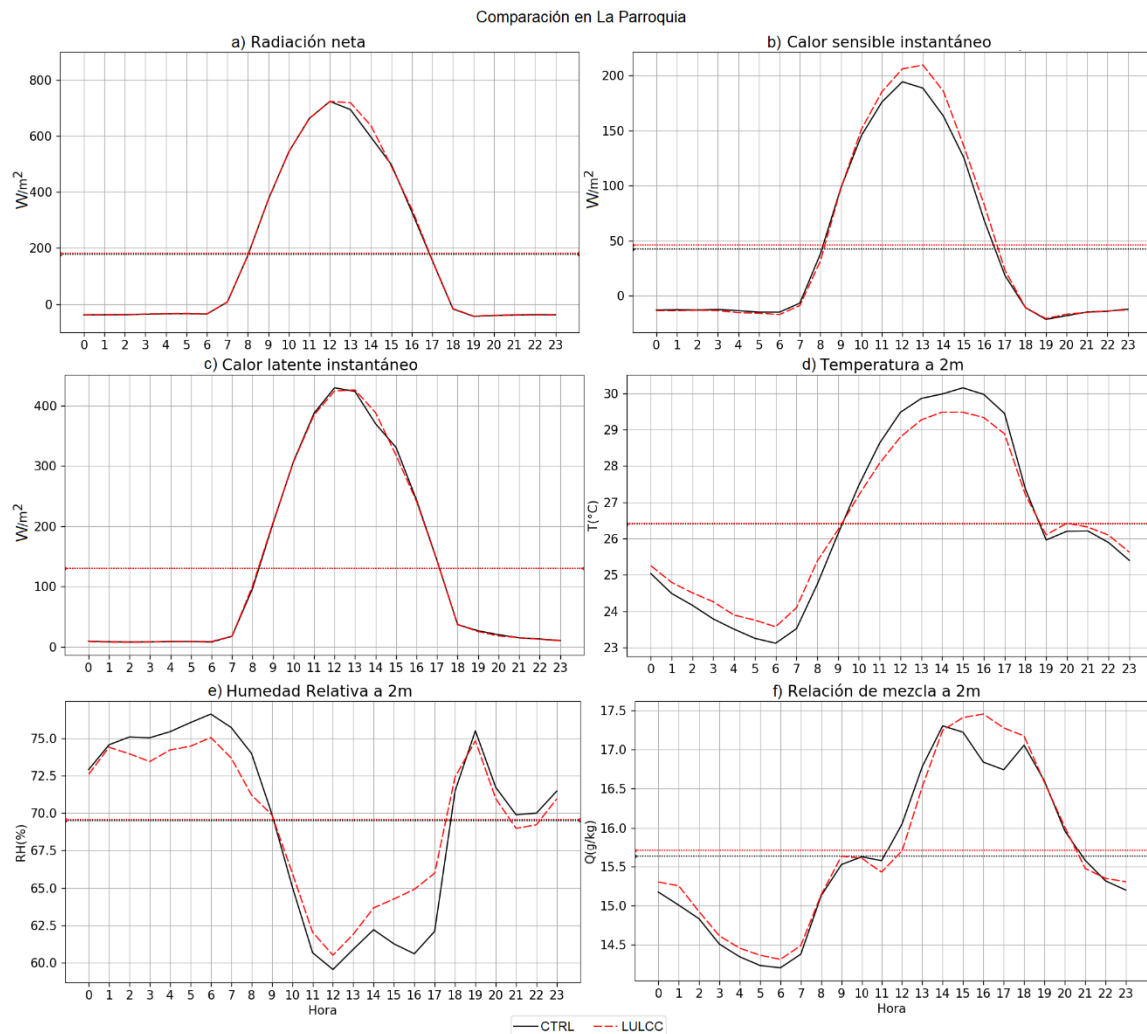 Comparación en La Parroquia
a) Radiación neta
800
600
400
200
0
W/m²
0 1 2 3 4 5 6 7 8 9 10 11 12 13 14 15 16 17 18 19 20 21 22 23
b) Calor sensible instantáneo
200
150
100
50
0
W/m²
0 1 2 3 4 5 6 7 8 9 10 11 12 13 14 15 16 17 18 19 20 21 22 23
c) Calor latente instantáneo
400
300
200
100
0
W/m²
0 1 2 3 4 5 6 7 8 9 10 11 12 13 14 15 16 17 18 19 20 21 22 23
d) Temperatura a 2m
30
29
28
27
26
25
24
23
T(°C)
0 1 2 3 4 5 6 7 8 9 10 11 12 13 14 15 16 17 18 19 20 21 22 23
e) Humedad Relativa a 2m
75.0
72.5
70.0
67.5
65.0
62.5
60.0
RH(%)
0 1 2 3 4 5 6 7 8 9 10 11 12 13 14 15 16 17 18 19 20 21 22 23
Hora
f) Relación de mezcla a 2m
17.5
17.0
16.5
16.0
15.5
15.0
14.5
Q(g/kg)
0 1 2 3 4 5 6 7 8 9 10 11 12 13 14 15 16 17 18 19 20 21 22 23
Hora
CTRL LULCC